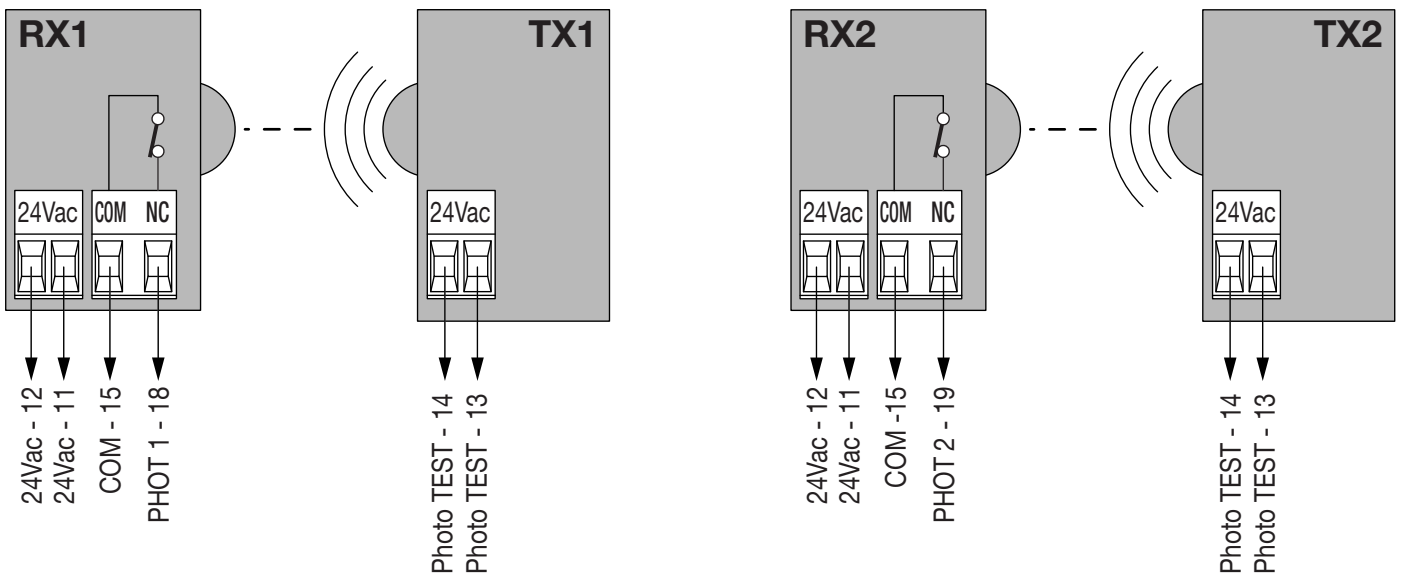 RX1
TX1
RX2
TX2
24Vac
COM
NC
24Vac
24Vac
COM
NC
24Vac
24Vac - 12
24Vac - 11
COM - 15
PHOT 1 - 18
Photo TEST - 14
Photo TEST - 13
24Vac - 12
24Vac - 11
COM -15
PHOT 2 - 19
Photo TEST - 14
Photo TEST - 13